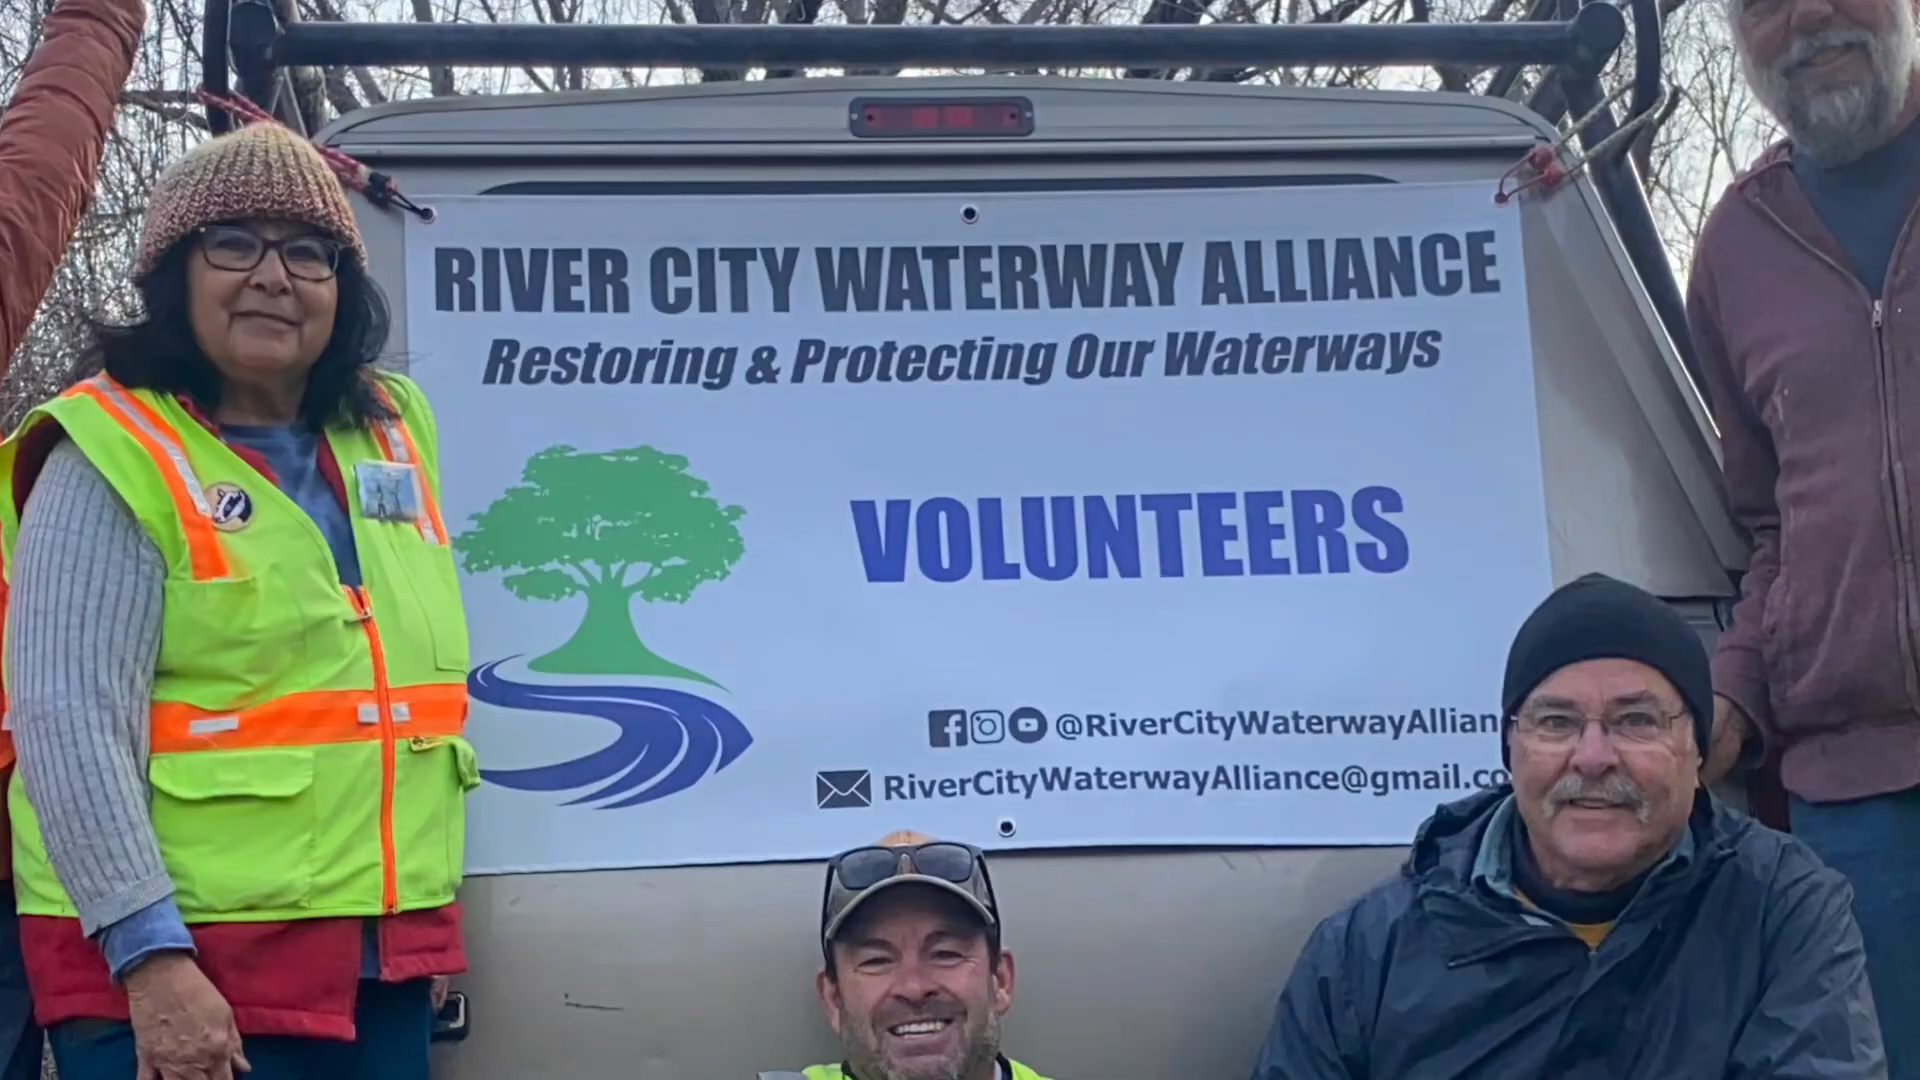 RIVER CITY WATERWAY ALLIANCE
Restoring & Protecting Our Waterways
VOLUNTEERS
@RiverCityWaterwayAllian
RiverCityWaterwayAlliance@gmail.co